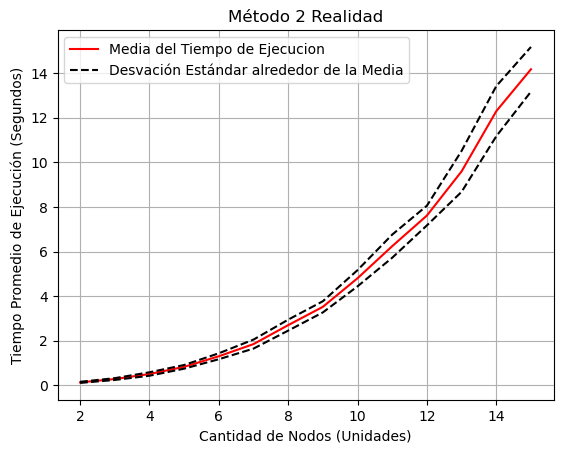 Método 2 Realidad
Media del Tiempo de Ejecucion
Desvación Estándar alrededor de la Media
Tiempo Promedio de Ejecución (Segundos)
14
12
10
8
6
4
2
0
2 4 6 8 10 12 14
Cantidad de Nodos (Unidades)